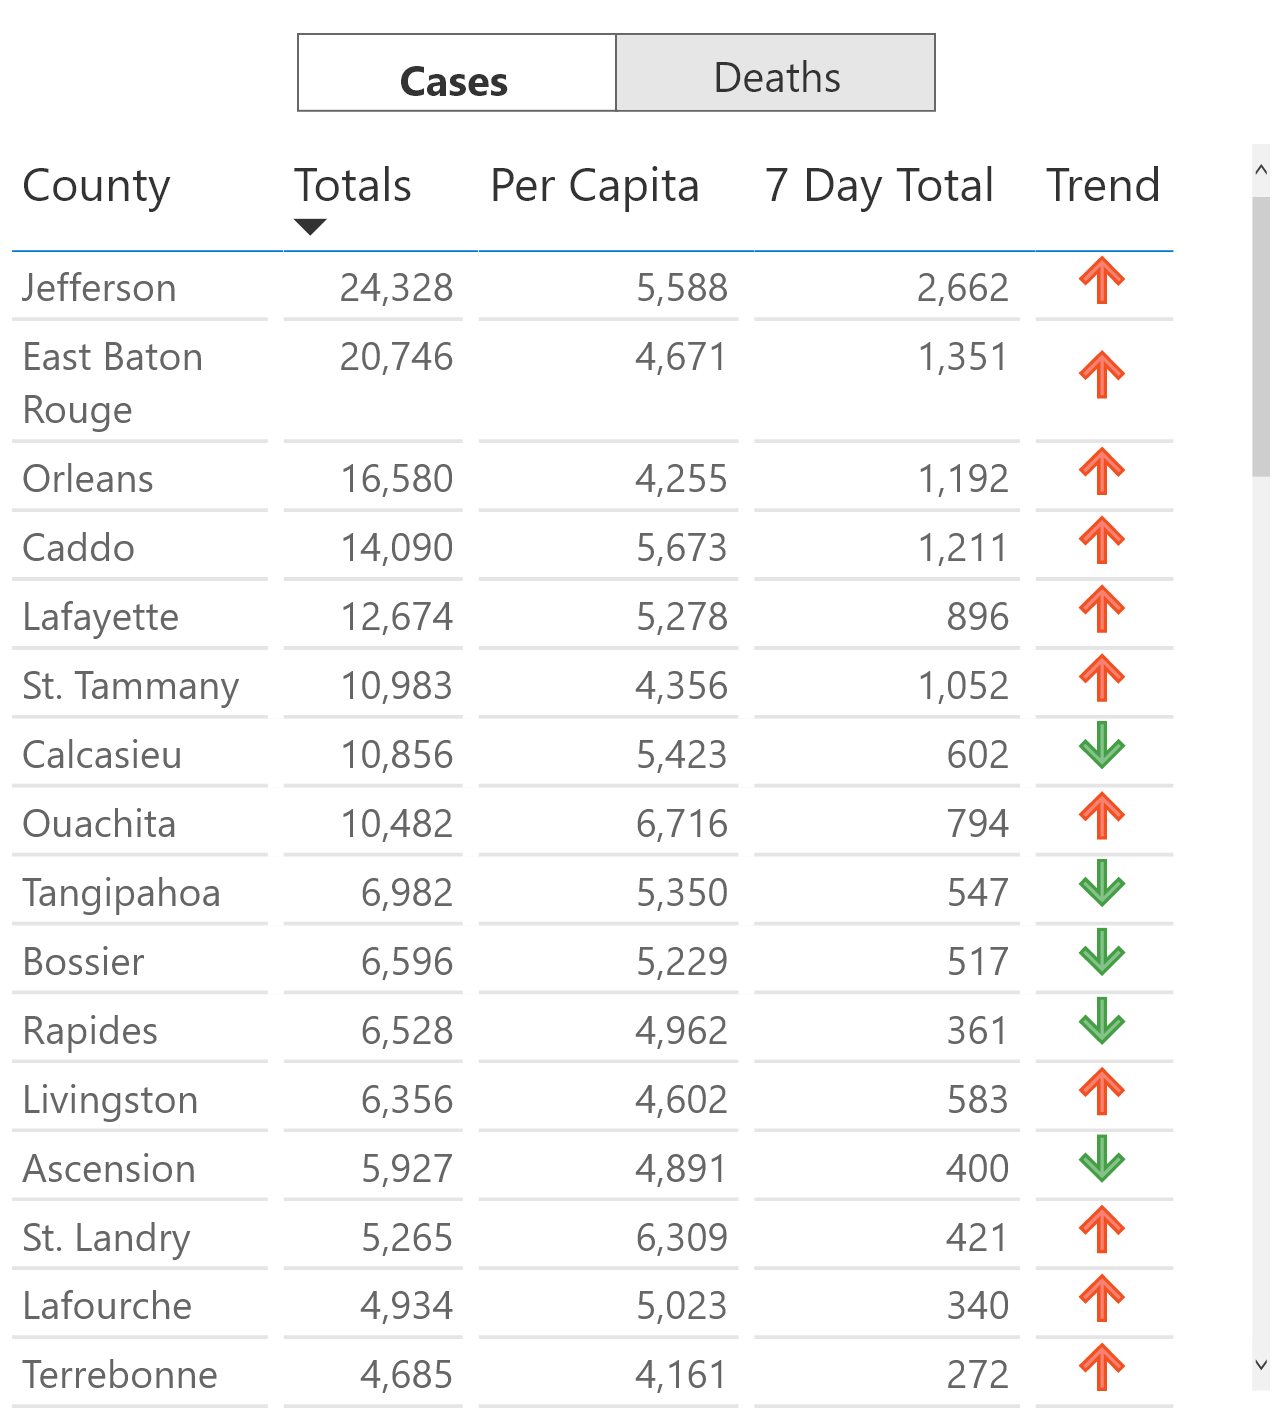 Cases Deaths
County Totals Per Capita 7 Day Total Trend
Jefferson 24,328 5,588 2,662
East Baton 20,746 4,671 1,351
Rouge
Orleans 16,580 4,255 1,192
Caddo 14,090 5,673 1,211
Lafayette 12,674 5,278 896
St. Tammany 10,983 4,356 1,052
Calcasieu 10,856 5,423 602
Ouachita 10,482 6,716 794
Tangipahoa 6,982 5,350 547
Bossier 6,596 5,229 517
Rapides 6,528 4,962 361
Livingston 6,356 4,602 583
Ascension 5,927 4,891 400
St. Landry 5,265 6,309 421
Lafourche 4,934 5,023 340
Terrebonne 4,685 4,161 272